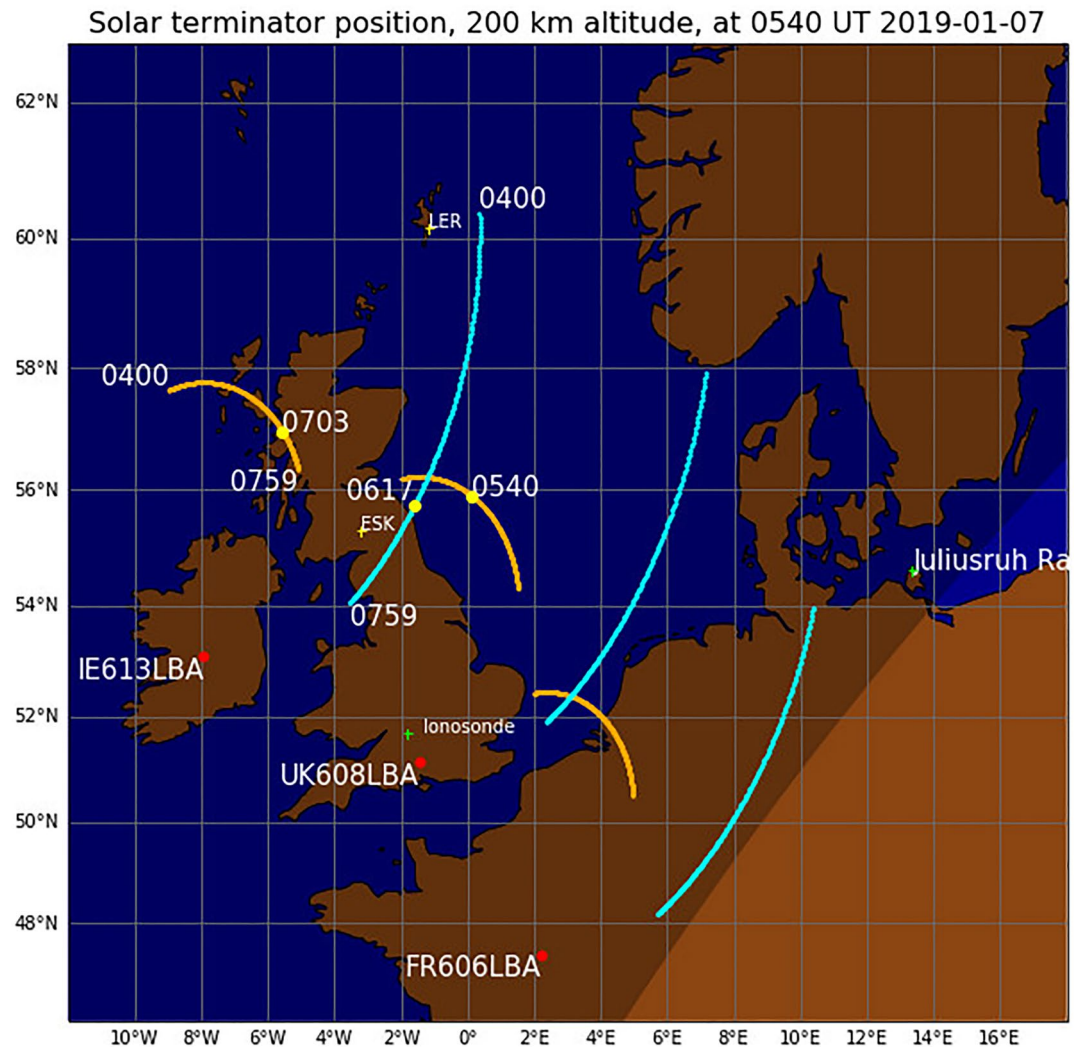 Solar terminator position, 200 km altitude, at 0540 UT 2019-01-07
62°N
60°N
58°N
56°N
54°N
52°N
50°N
48°N
LER
0400
0400
0703
0759
0617
0540
ESK
0759
Juliusruh Ra
IE613LBA
Ionosonde
UK608LBA
FR606LBA
10°W 8°W 6°W 4°W 2°W 0° 2°E 4°E 6°E 8°E 10°E 12°E 14°E 16°E